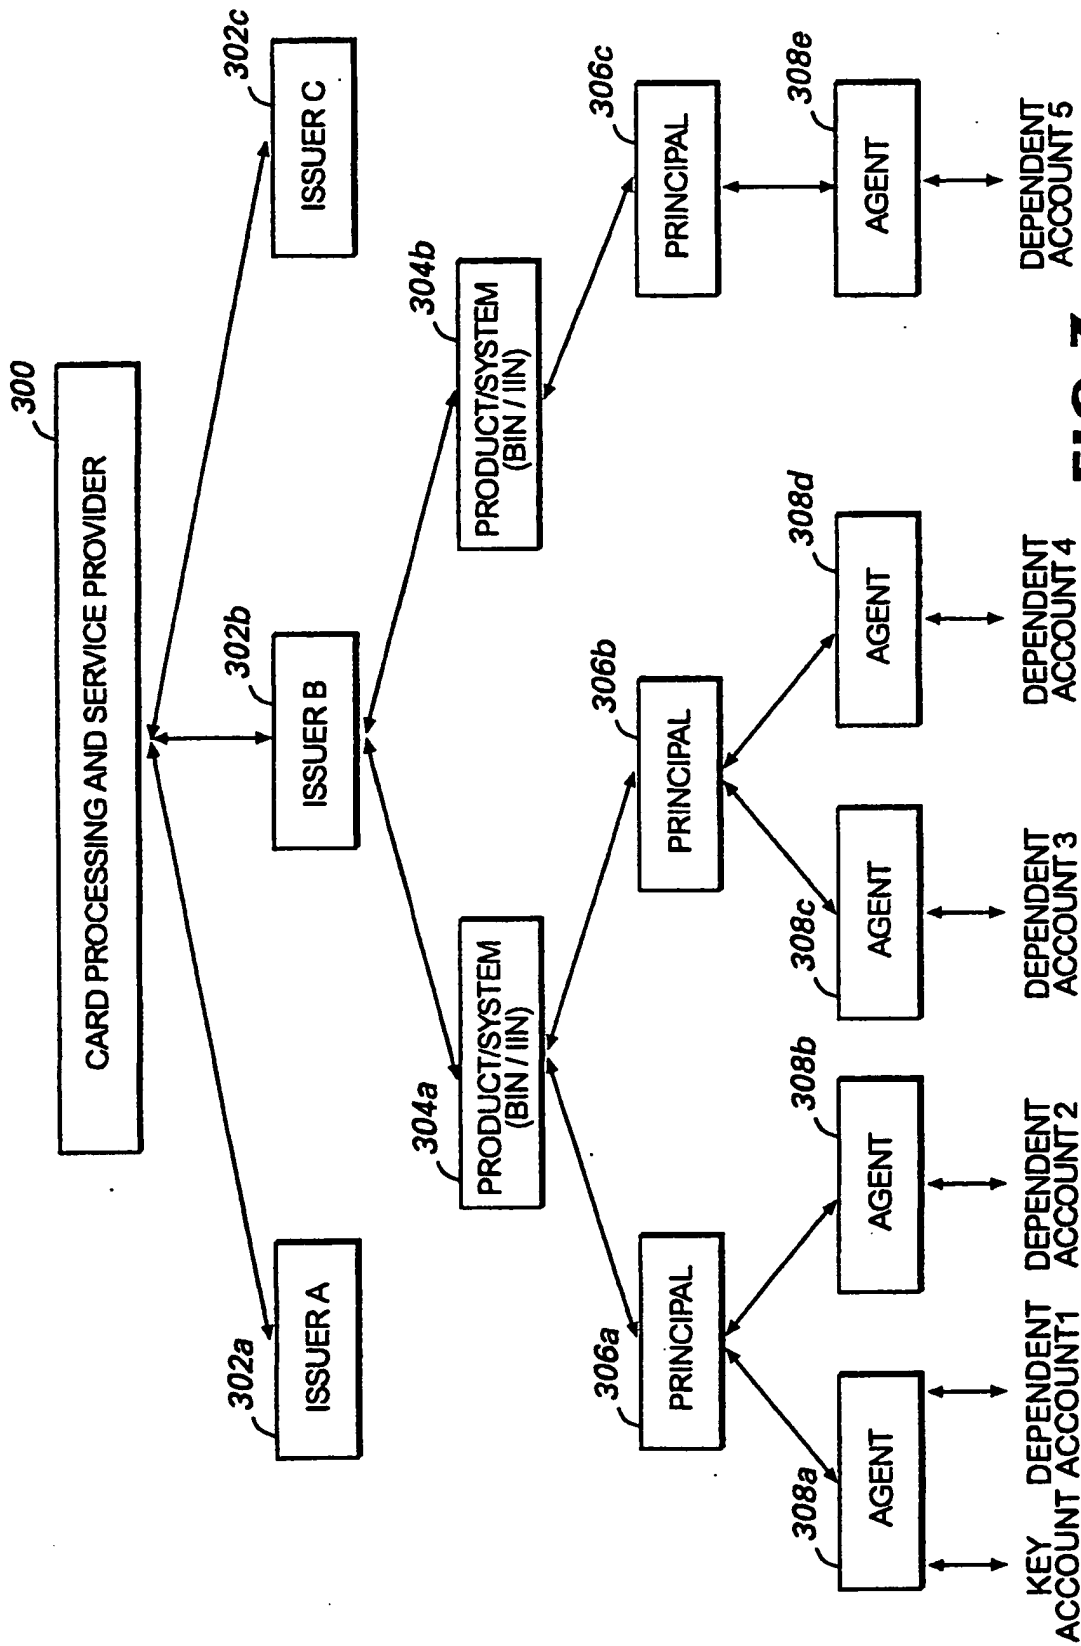 300
CARD PROCESSING AND SERVICE PROVIDER
302a
302b
302c
ISSUER A
ISSUER B
ISSUER C
304a
304b
PRODUCT/SYSTEM
(BIN / IIN)
PRODUCT/SYSTEM
(BIN / IIN)
306a
306b
306c
PRINCIPAL
PRINCIPAL
PRINCIPAL
308a
308b
308c
308d
308e
AGENT
AGENT
AGENT
AGENT
AGENT
KEY
ACCOUNT
DEPENDENT
ACCOUNT1
DEPENDENT
ACCOUNT 2
DEPENDENT
ACCOUNT 3
DEPENDENT
ACCOUNT 4
DEPENDENT
ACCOUNT 5